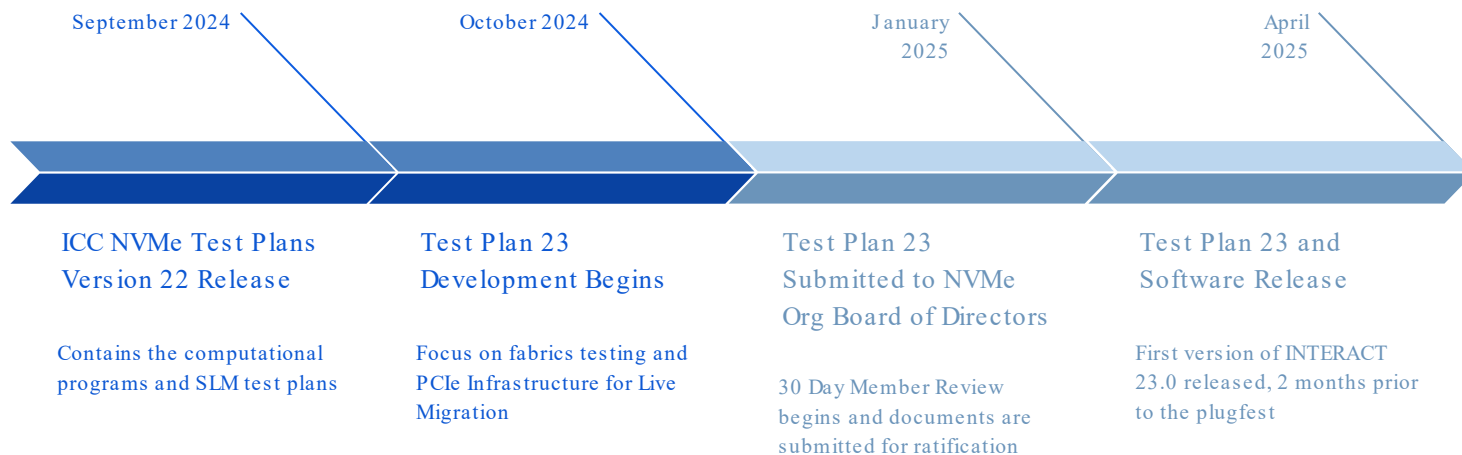 September 2024
ICC NVMe Test Plans
Version 22 Release
Contains the computational
programs and SLM test plans
October 2024
Test Plan 23
Development Begins
Focus on fabrics testing and
PCIe Infrastructure for Live
Migration
January
2025
Test Plan 23
Submitted to NVMe
Org Board of Directors
30 Day Member Review
begins and documents are
submitted for ratification
April
2025
Test Plan 23 and
Software Release
First version of INTERACT
23.0 released, 2 months prior
to the plugfest